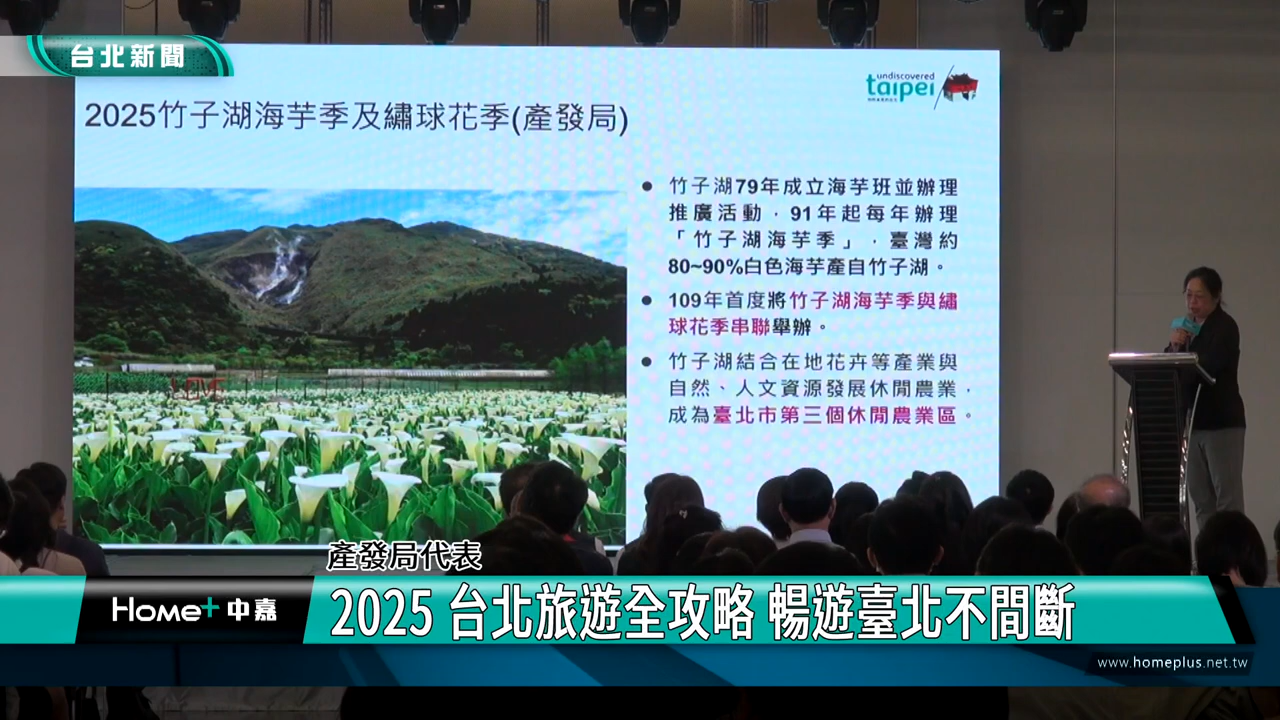 台北新聞
undiscovered
taipei
2025竹子湖海芋季及繡球花季(產發局)
竹子湖79年成立海芋班並辦理
推廣活動，91年起每年辦理
「竹子湖海芋季」，臺灣約
80~90%白色海芋產自竹子湖。
109年首度將竹子湖海芋季與繡
球花季串聯舉辦。
竹子湖結合在地花卉等產業與
自然、人文資源發展休閒農業，
成為臺北市第三個休閒農業區。
LOVE
產發局代表
Home+ 中嘉
2025 台北旅遊全攻略 暢遊臺北不間斷
www.homeplus.net.tw